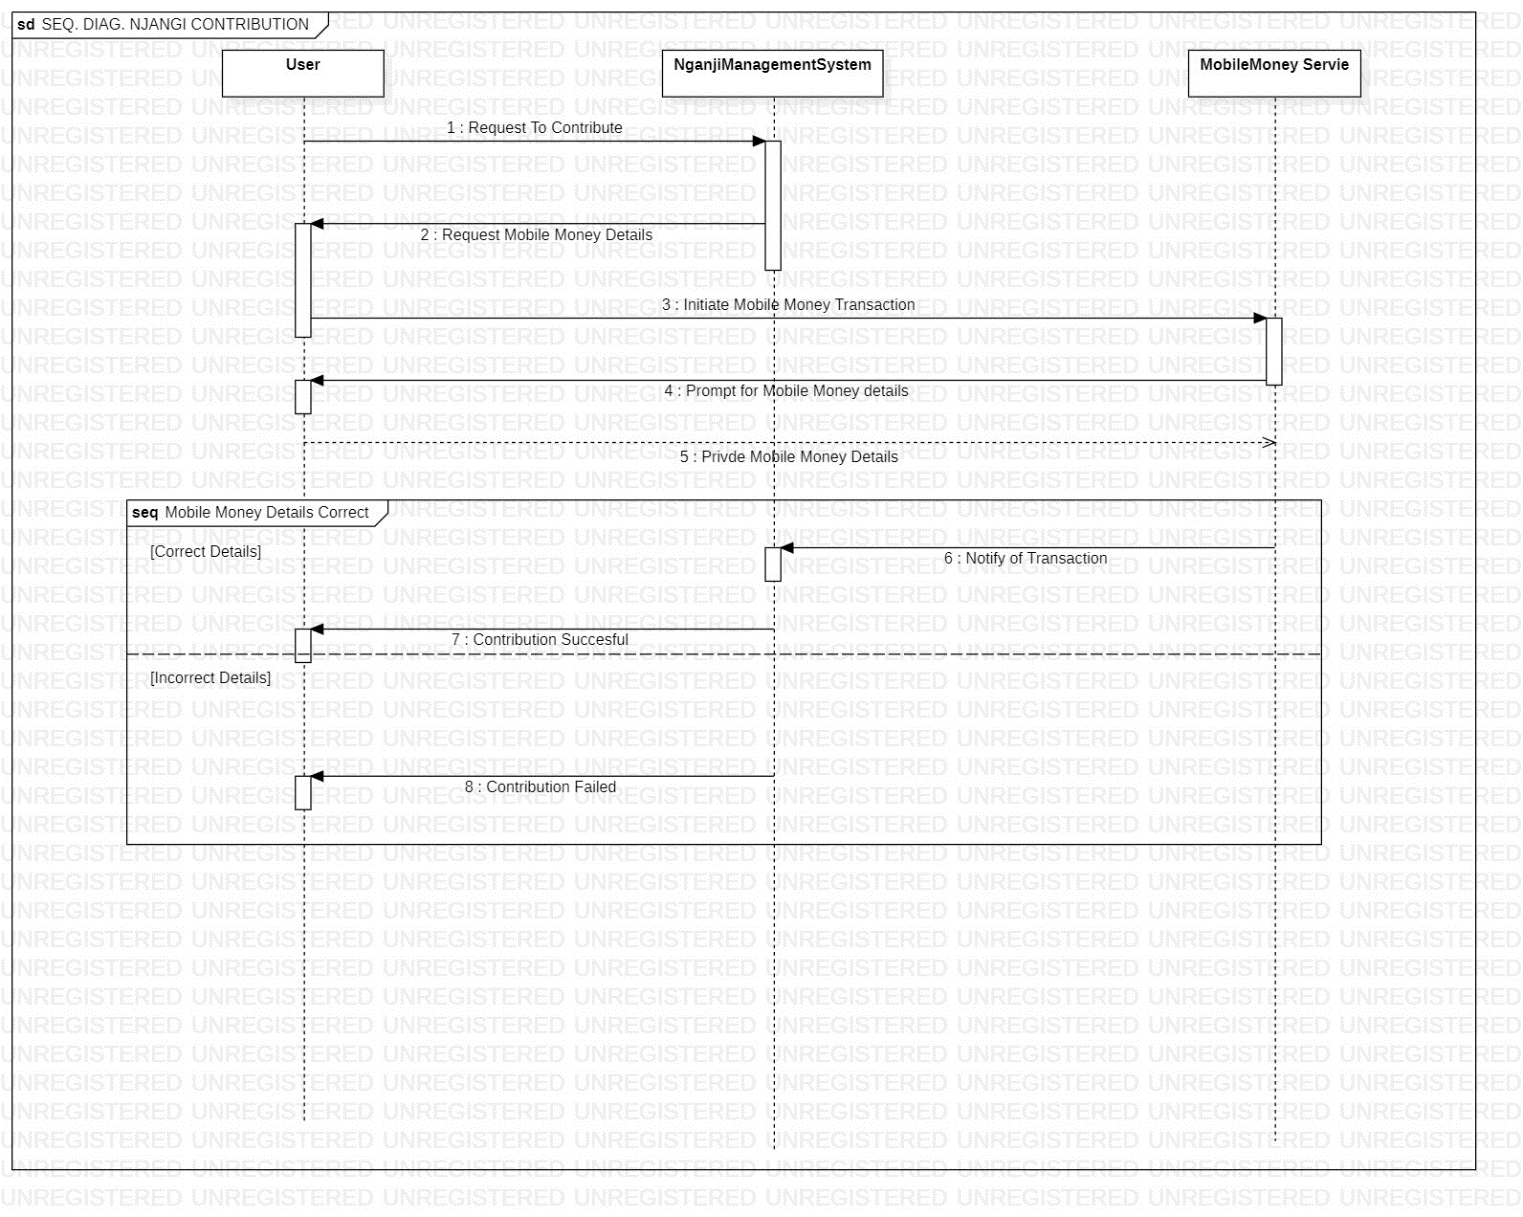 sd SEQ. DIAG. NJANGI CONTRIBUTION
User
NganjiManagementSystem
MobileMoney Servie
1 : Request To Contribute
2 : Request Mobile Money Details
3 : Initiate Mobile Money Transaction
4 : Prompt for Mobile Money details
5 : Privde Mobile Money Details
seq Mobile Money Details Correct
[Correct Details]
6 : Notify of Transaction
7 : Contribution Succesful
[Incorrect Details]
8 : Contribution Failed
UNREGISTERED